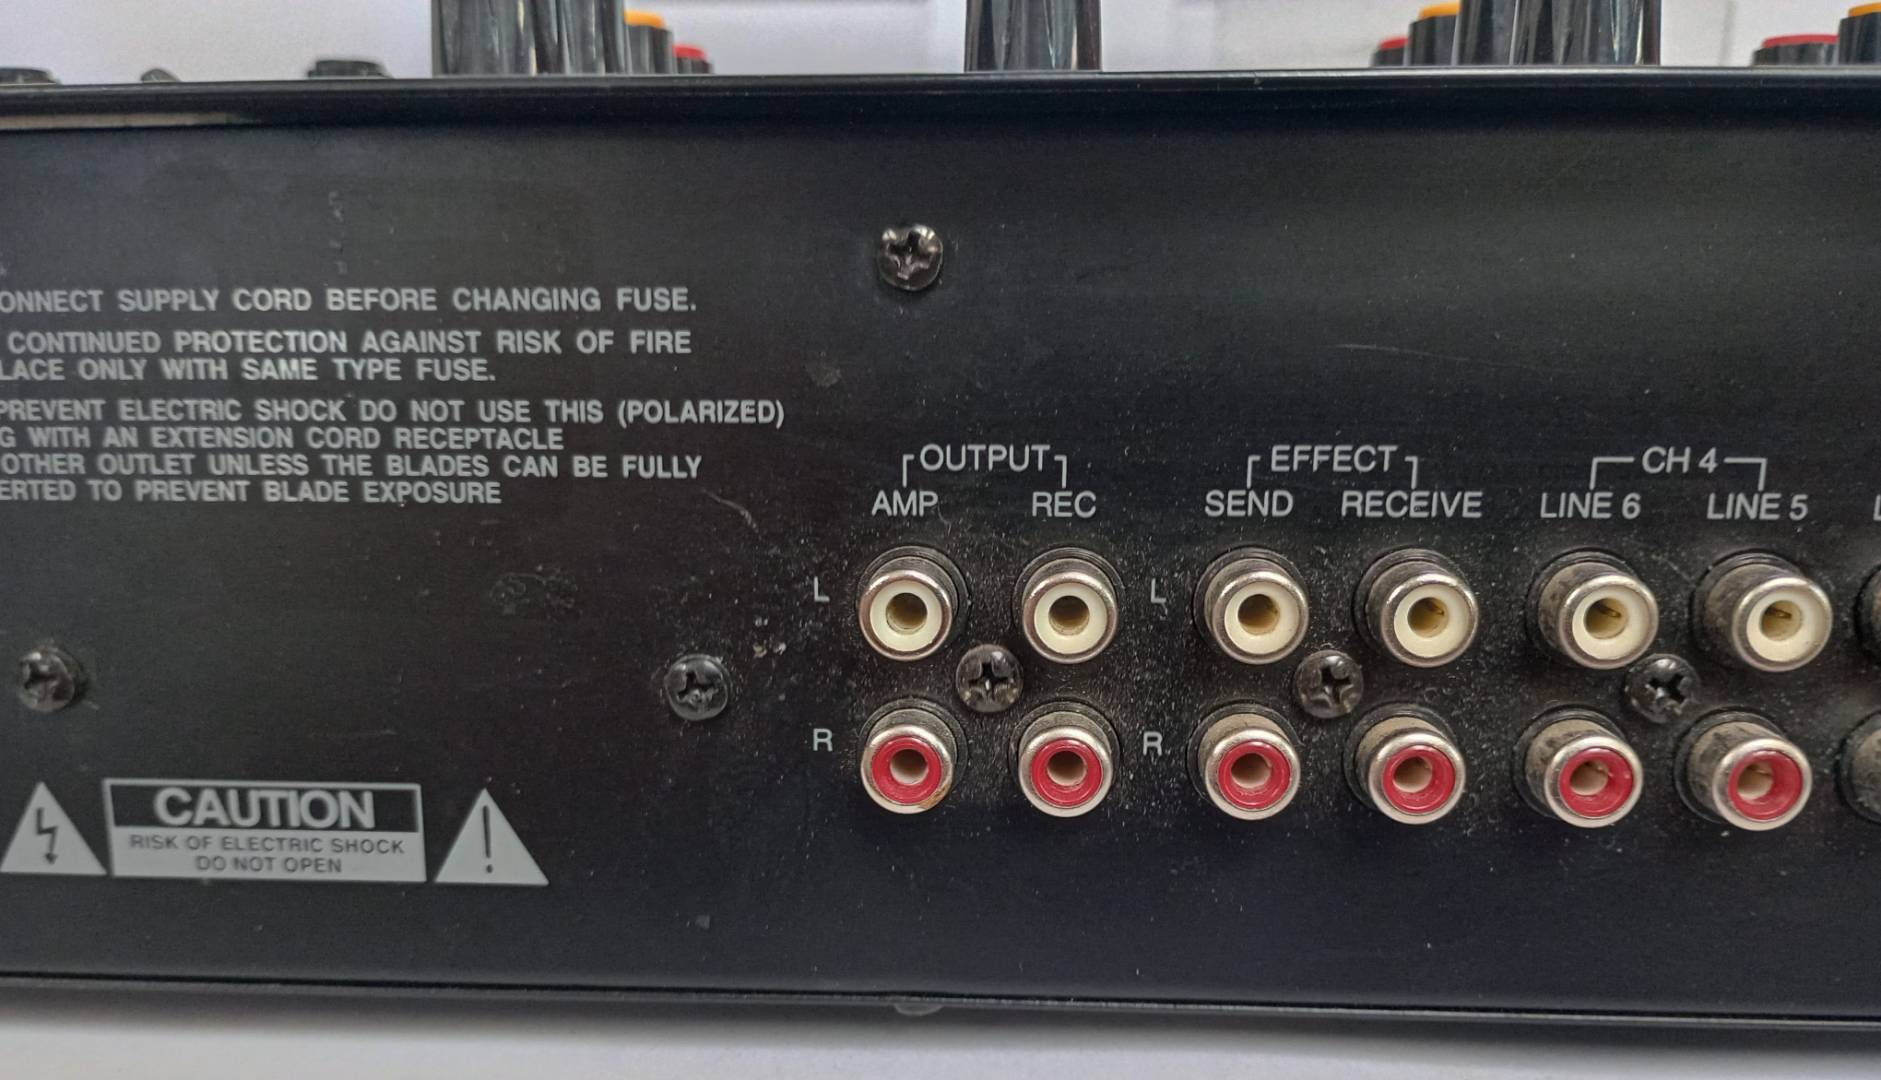 ONNECT SUPPLY CORD BEFORE CHANGING FUSE.
CONTINUED PROTECTION AGAINST RISK OF FIRE
LACE ONLY WITH SAME TYPE FUSE.
PREVENT ELECTRIC SHOCK DO NOT USE THIS (POLARIZED)
G WITH AN EXTENSION CORD RECEPTACLE
OTHER OUTLET UNLESS THE BLADES CAN BE FULLY
ERTED TO PREVENT BLADE EXPOSURE
OUTPUT EFFECT CH 4
AMP REC SEND RECEIVE LINE 6 LINE 5
L L
R R
CAUTION
RISK OF ELECTRIC SHOCK
DO NOT OPEN